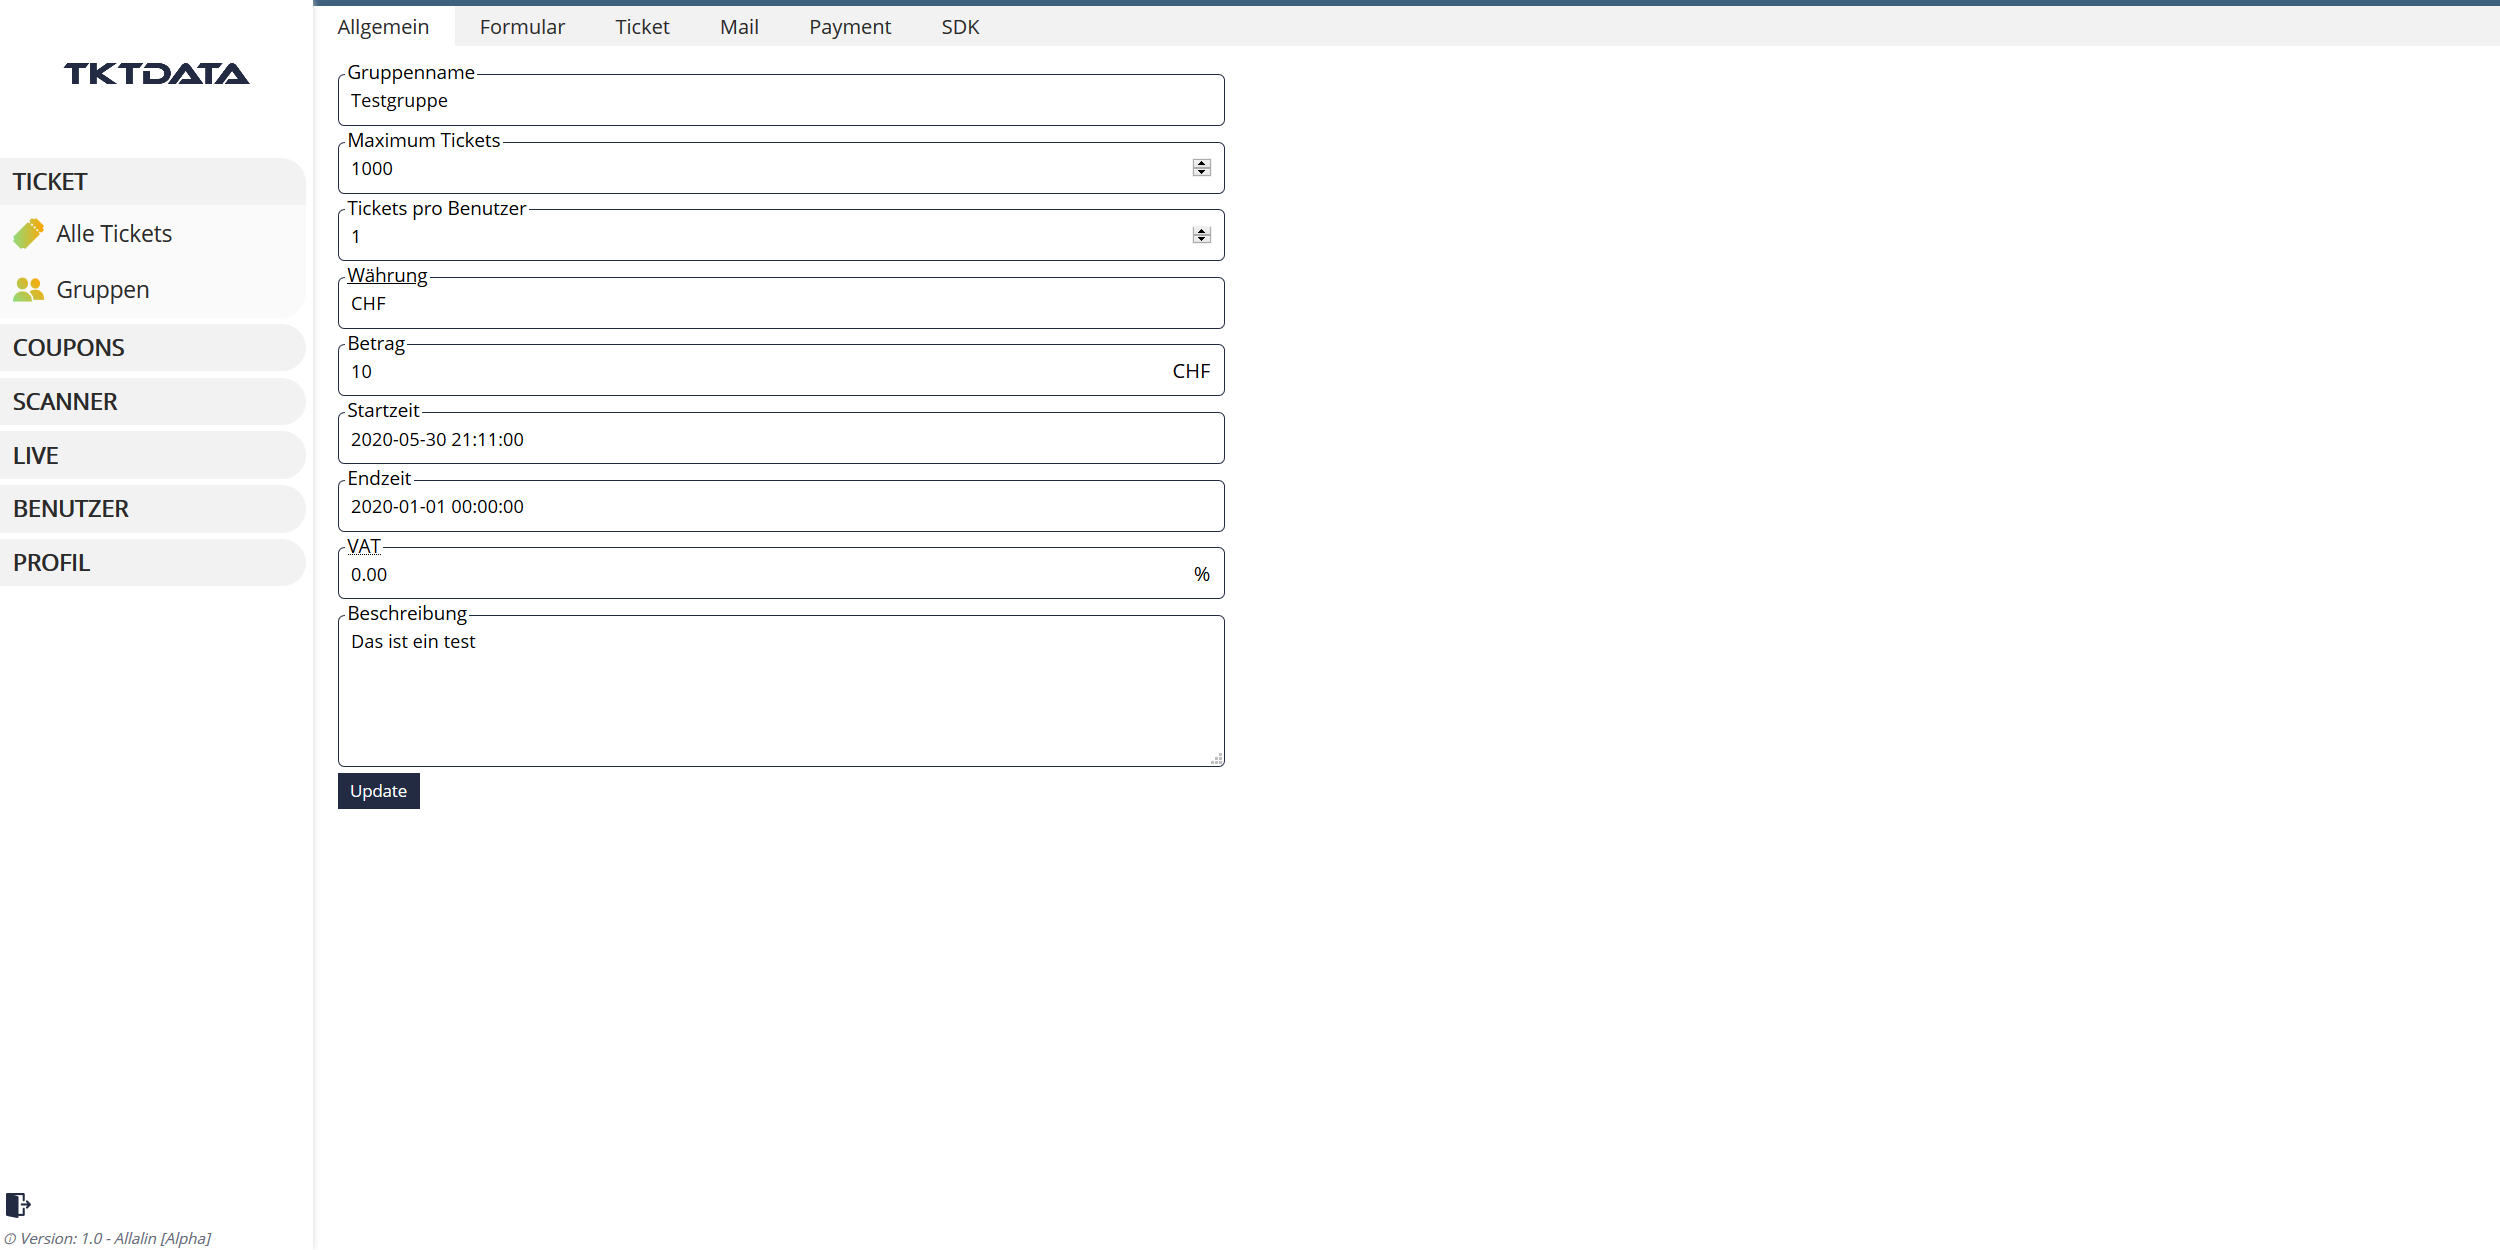 TKTDATA
TICKET
Alle Tickets
Gruppen
COUPONS
SCANNER
LIVE
BENUTZER
PROFIL
Version: 1.0 - Allalin [Alpha]
Allgemein Formular Ticket Mail Payment SDK
Gruppenname
Testgruppe
Maximum Tickets
1000
Tickets pro Benutzer
1
Währung
CHF
Betrag
10 CHF
Startzeit
2020-05-30 21:11:00
Endzeit
2020-01-01 00:00:00
VAT
0.00 %
Beschreibung
Das ist ein test
Update